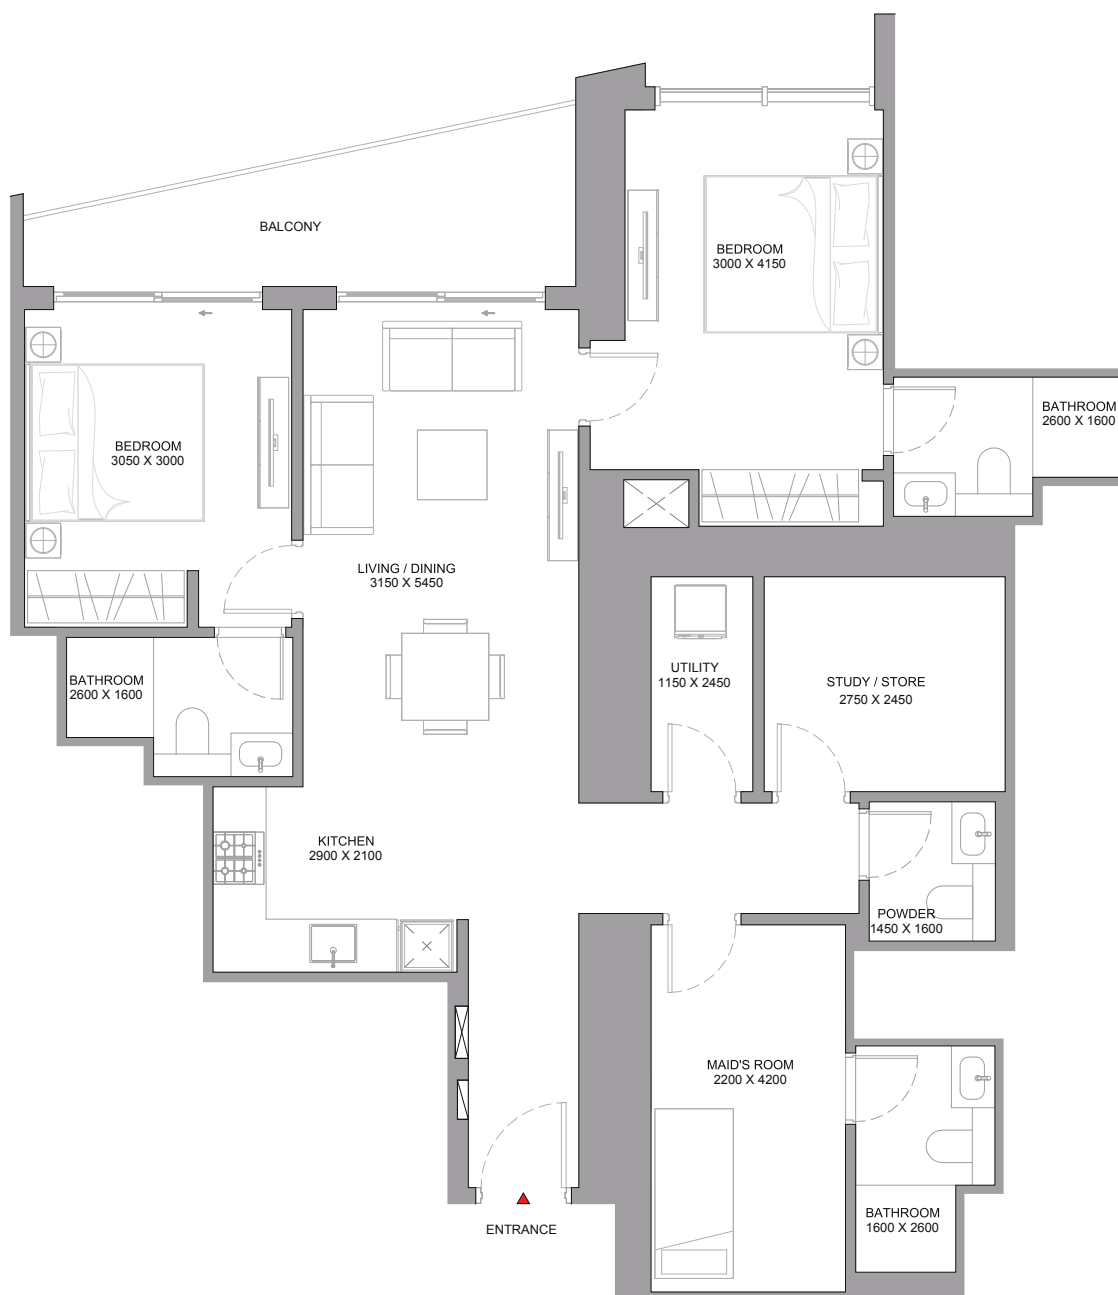 BALCONY
BEDROOM
3000 X 4150
BATHROOM
2600 X 1600
BEDROOM
3050 X 3000
LIVING / DINING
3150 X 5450
UTILITY
1150 X 2450
STUDY / STORE
2750 X 2450
BATHROOM
2600 X 1600
KITCHEN
2900 X 2100
POWDER
1450 X 1600
MAID'S ROOM
2200 X 4200
BATHROOM
1600 X 2600
ENTRANCE